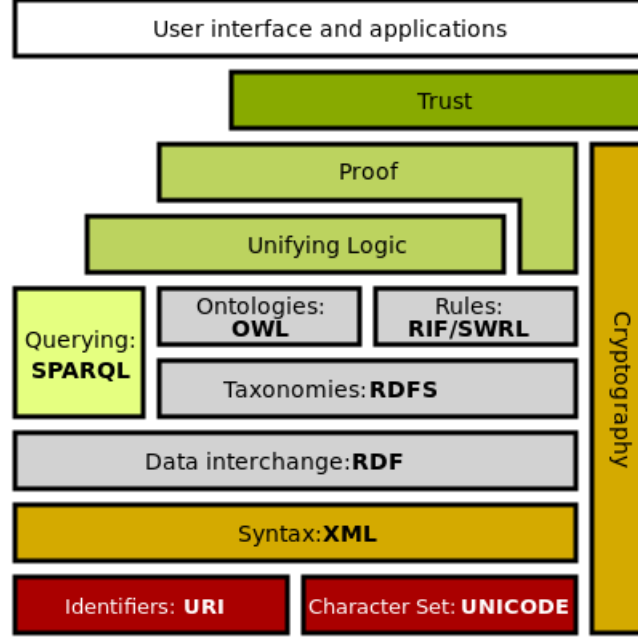 User interface and applications
Trust
Proof
Unifying Logic
Ontologies:
OWL
Rules:
RIF/SWRL
Querying:
SPARQL
Taxonomies:RDFS
Cryptography
Data interchange:RDF
Syntax:XML
Identifiers: URI
Character Set: UNICODE